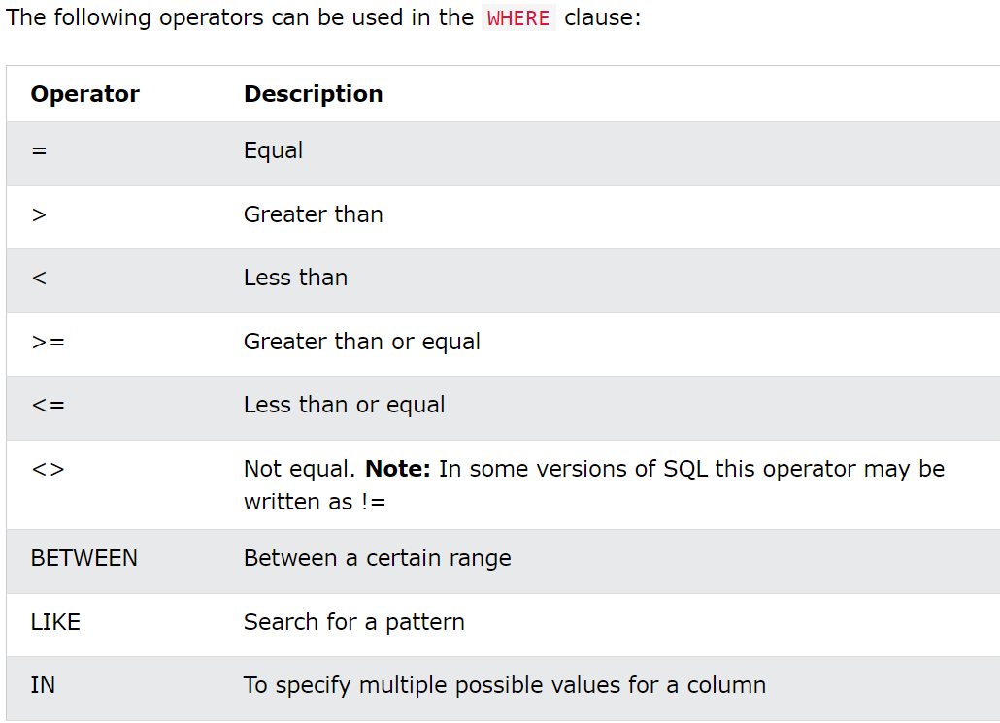 The following operators can be used in the WHERE clause:
Operator Description
= Equal
> Greater than
< Less than
>= Greater than or equal
<= Less than or equal
<> Not equal. Note: In some versions of SQL this operator may be
written as !=
BETWEEN Between a certain range
LIKE Search for a pattern
IN To specify multiple possible values for a column